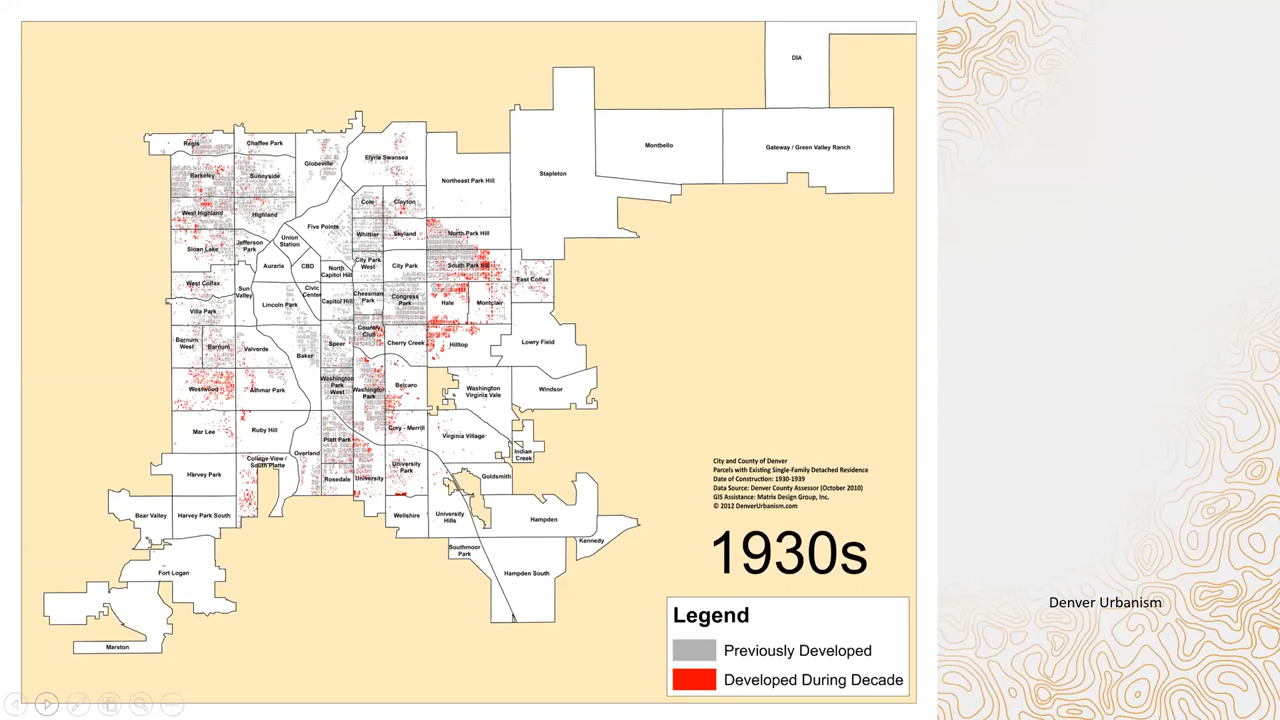 DIA
Regis
Chaffee Park
Globeville
Elyria Swansea
Montbello
Gateway / Green Valley Ranch
Berkeley
Sunnyside
Northeast Park Hill
Stapleton
West Highland
Highland
Cole
Clayton
Five Points
Whittier
Skyland
North Park Hill
Sloan Lake
Jefferson
Park
Union
Station
Auraria
CBD
North
Capitol Hill
City Park
West
City Park
South Park Hill
East Colfax
West Colfax
Sun
Valley
Villa Park
Lincoln Park
Civic
Center
Capitol Hill
Cheesman
Park
Congress
Park
Hale
Montclair
Barnum
West
Barnum
Valverde
Baker
Speer
Country
Club
Cherry Creek
Hilltop
Lowry Field
Westwood
Athmar Park
Washington
Park
West
Washington
Park
Belcaro
Washington
Virginia Vale
Windsor
Mar Lee
Ruby Hill
Overland
Platt Park
Cory - Merrill
Virginia Village
Indian
Creek
Harvey Park
College View /
South Platte
Rosedale
University
University
Park
Goldsmith
Bear Valley
Harvey Park South
Wellshire
University
Hills
Hampden
Kennedy
Southmoor
Park
Hampden South
Fort Logan
Marston
City and County of Denver
Parcels with Existing Single-Family Detached Residence
Date of Construction: 1930-1939
Data Source: Denver County Assessor (October 2010)
GIS Assistance: Matrix Design Group, Inc.
© 2012 DenverUrbanism.com
1930s
Legend
Previously Developed
Developed During Decade
Denver Urbanism